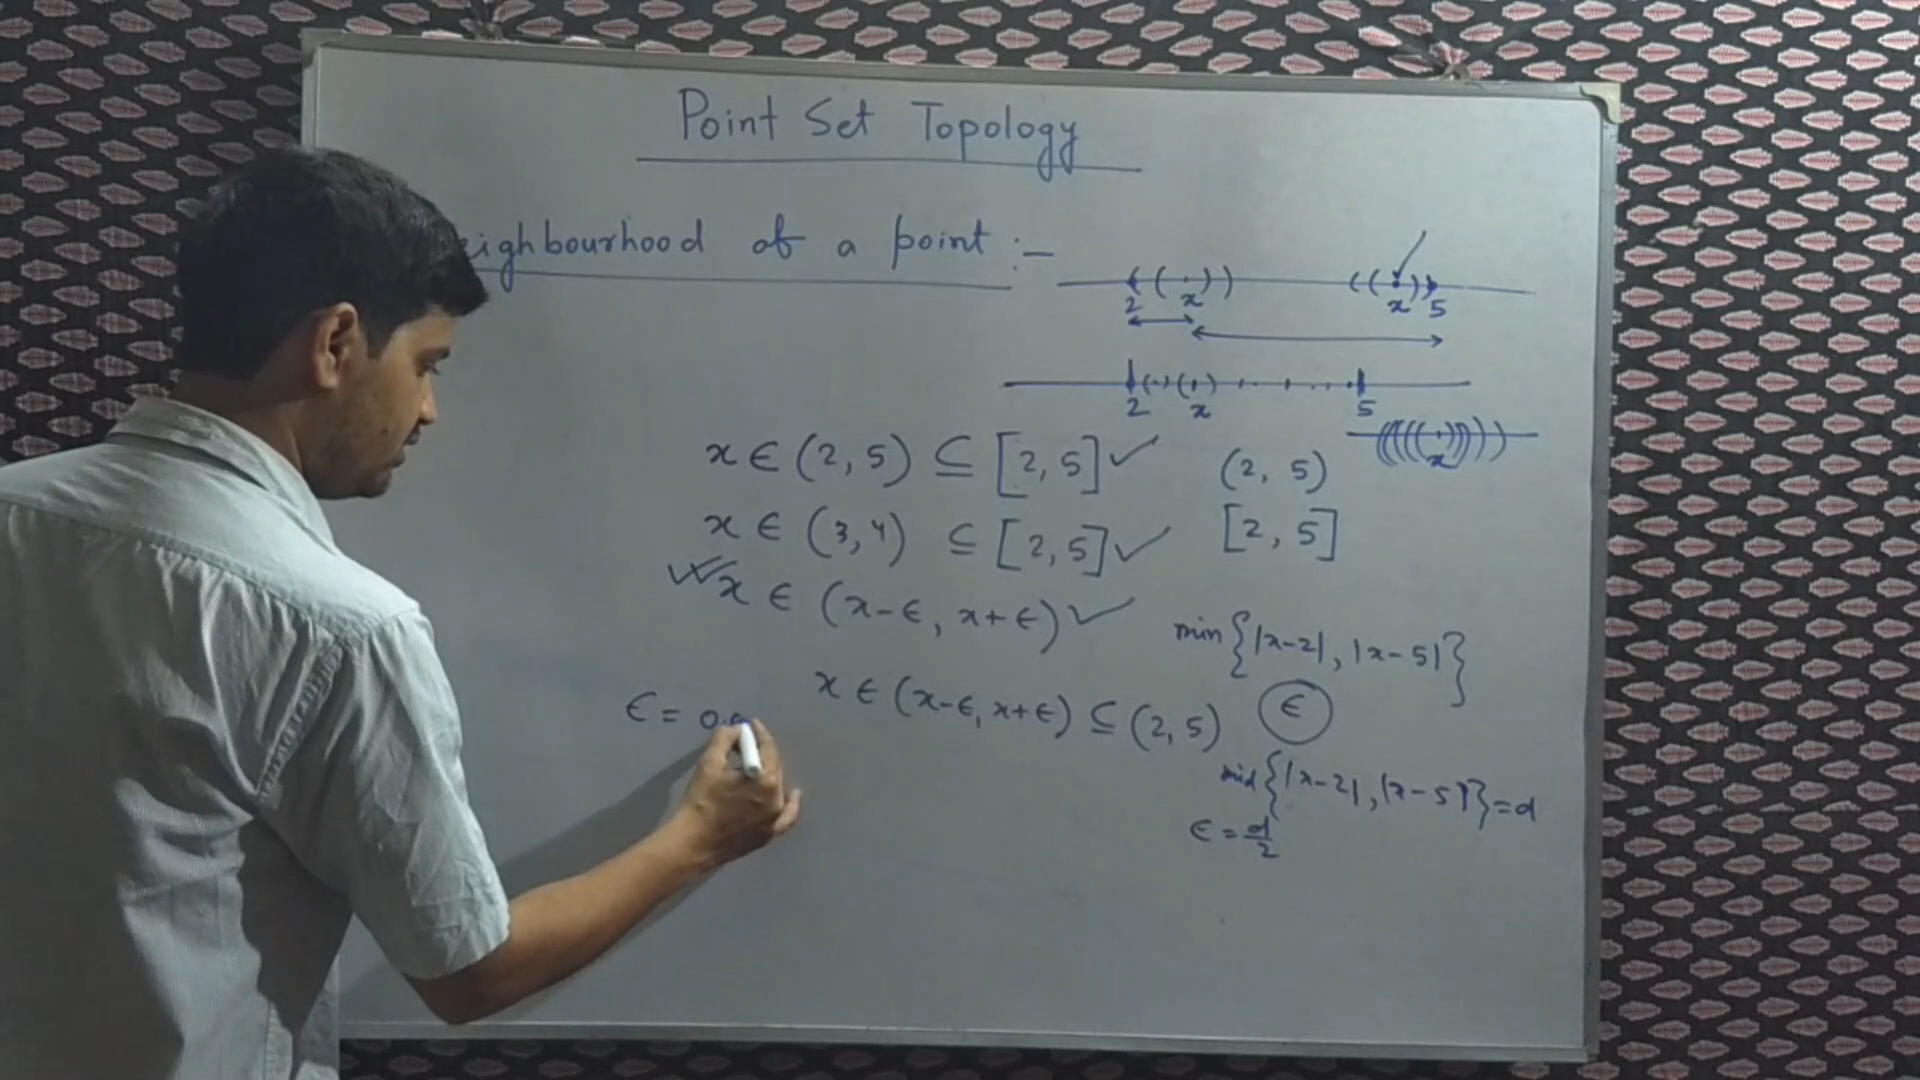 Point Set Topology
eighbourhood of a point :-
2 x x 5
2 x 5
x
x ∈ (2, 5) ⊆ [2, 5] ✓ (2, 5)
x ∈ (3, 4) ⊆ [2, 5] ✓ [2, 5]
✓✓ x ∈ (x-ϵ, x+ϵ) ✓
min {|x-2|, |x-5|}
x ∈ (x-ϵ, x+ϵ) ⊆ (2, 5) ϵ
ϵ = 0.
{|x-2|, |x-5|} = d
ϵ = d/2